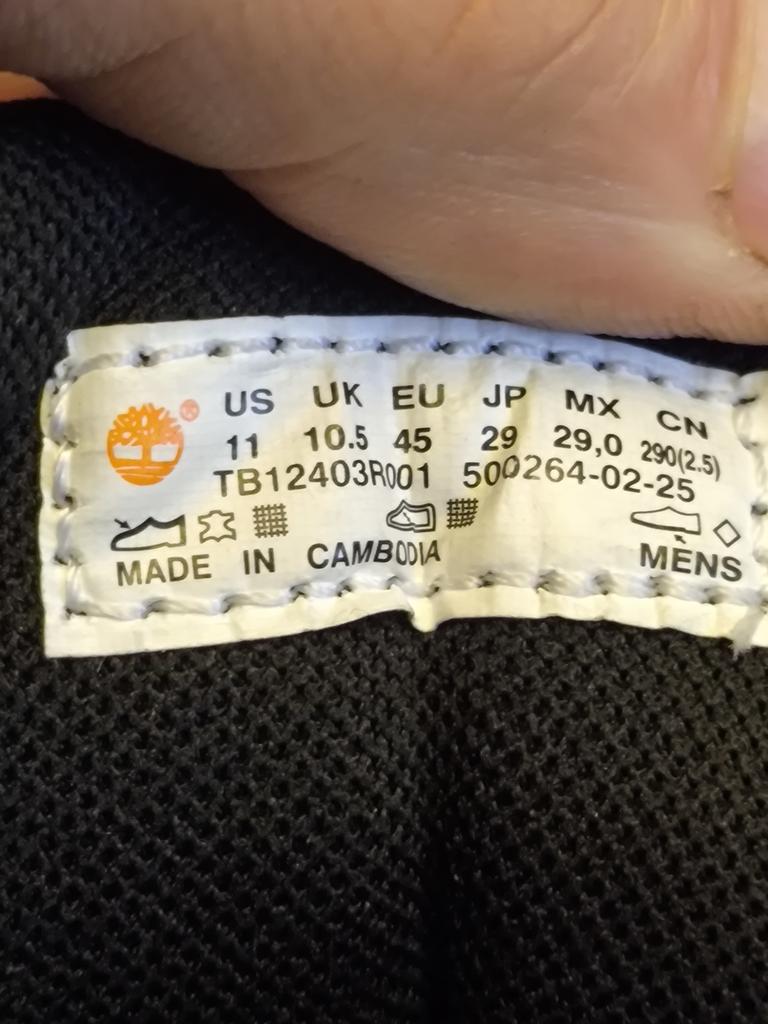 US UK EU JP MX CN
11 10.5 45 29 29,0 290(2.5)
TB12403R001 500264-02-25
MADE IN CAMBODIA MENS